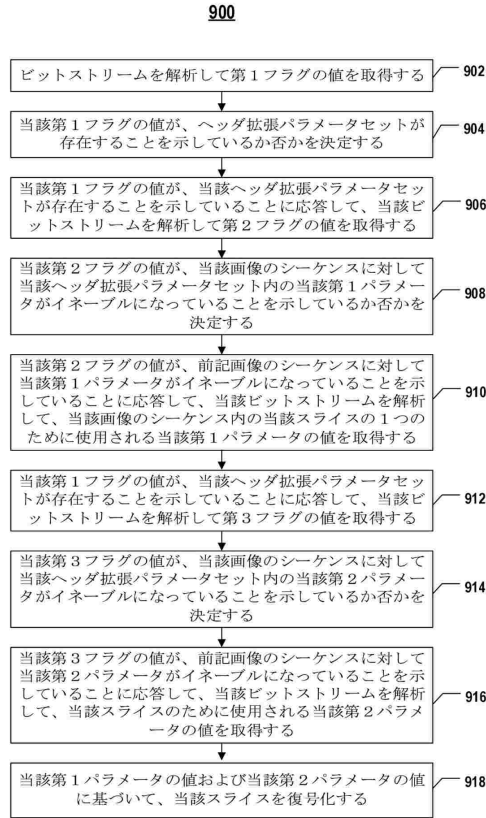 900
ビットストリームを解析して第1フラグの値を取得する
902
当該第1フラグの値が、ヘッダ拡張パラメータセットが
存在することを示しているか否かを決定する
904
当該第1フラグの値が、当該ヘッダ拡張パラメータセッ
トが存在することを示していることに応答して、当該ビ
ットストリームを解析して第2フラグの値を取得する
906
当該第2フラグの値が、当該画像のシーケンスに対して
当該ヘッダ拡張パラメータセット内の当該第1パラメー
タがイネーブルになっていることを示しているか否かを
決定する
908
当該第2フラグの値が、前記画像のシーケンスに対して
当該第1パラメータがイネーブルになっていることを示
していることに応答して、当該ビットストリームを解析
して、当該画像のシーケンス内の当該スライスの1つの
ために使用される当該第1パラメータの値を取得する
910
当該第1フラグの値が、当該ヘッダ拡張パラメータセッ
トが存在することを示していることに応答して、当該ビ
ットストリームを解析して第3フラグの値を取得する
912
当該第3フラグの値が、当該画像のシーケンスに対して
当該ヘッダ拡張パラメータセット内の当該第2パラメー
タがイネーブルになっていることを示しているか否かを
決定する
914
当該第3フラグの値が、前記画像のシーケンスに対して
当該第2パラメータがイネーブルになっていることを示
していることに応答して、当該ビットストリームを解析
して、当該スライスのために使用される当該第2パラメ
ータの値を取得する
916
当該第1パラメータの値および当該第2パラメータの値
に基づいて、当該スライスを復号化する
918